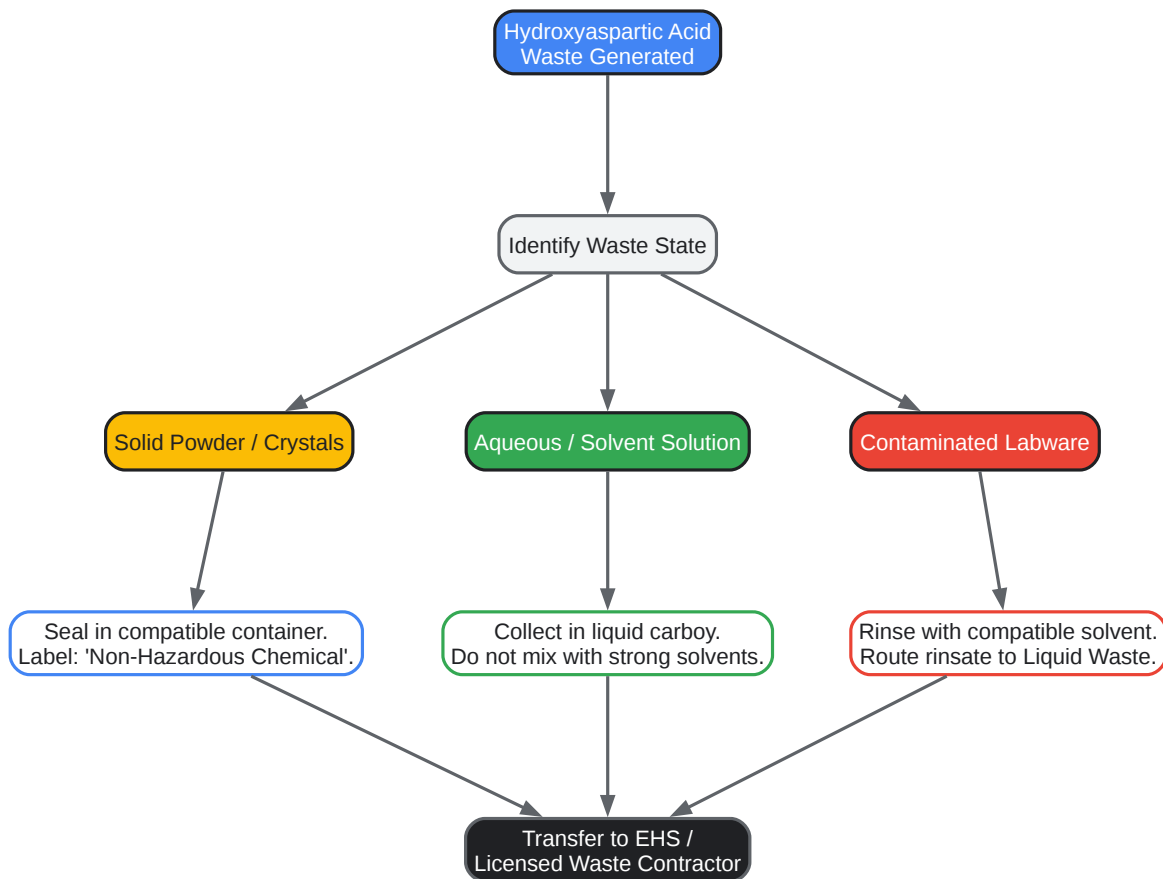 Hydroxyaspartic Acid
Waste Generated
Identify Waste State
Solid Powder / Crystals
Aqueous / Solvent Solution
Contaminated Labware
Seal in compatible container.
Label: 'Non-Hazardous Chemical'.
Collect in liquid carboy.
Do not mix with strong solvents.
Rinse with compatible solvent.
Route rinsate to Liquid Waste.
Transfer to EHS /
Licensed Waste Contractor